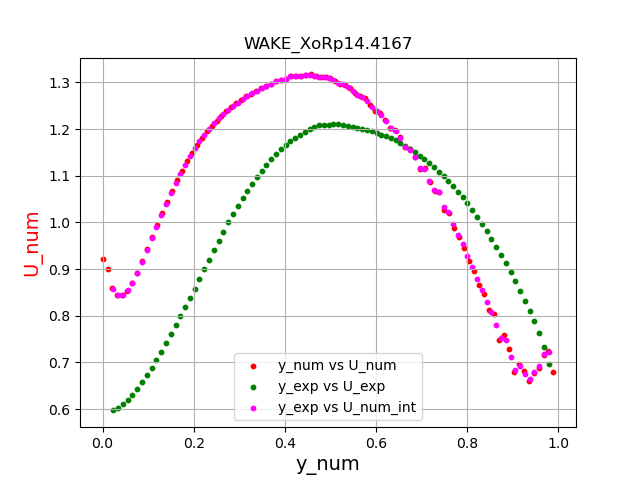 WAKE_XoRp14.4167
1.3
1.2
1.1
1.0
0.9
0.8
0.7
0.6
U_num
y_num vs U_num
y_exp vs U_exp
y_exp vs U_num_int
0.0 0.2 0.4 0.6 0.8 1.0
y_num